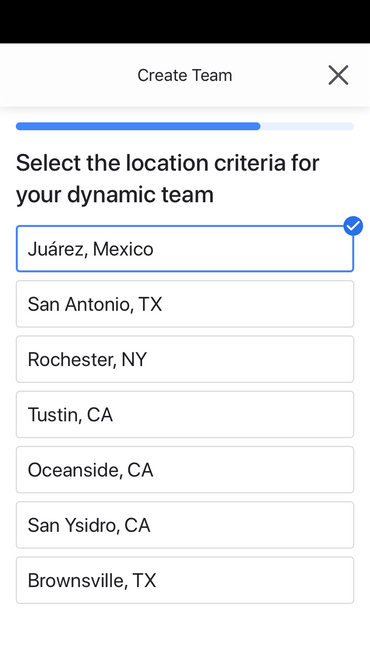 Create Team
Select the location criteria for
your dynamic team
Juárez, Mexico
San Antonio, TX
Rochester, NY
Tustin, CA
Oceanside, CA
San Ysidro, CA
Brownsville, TX